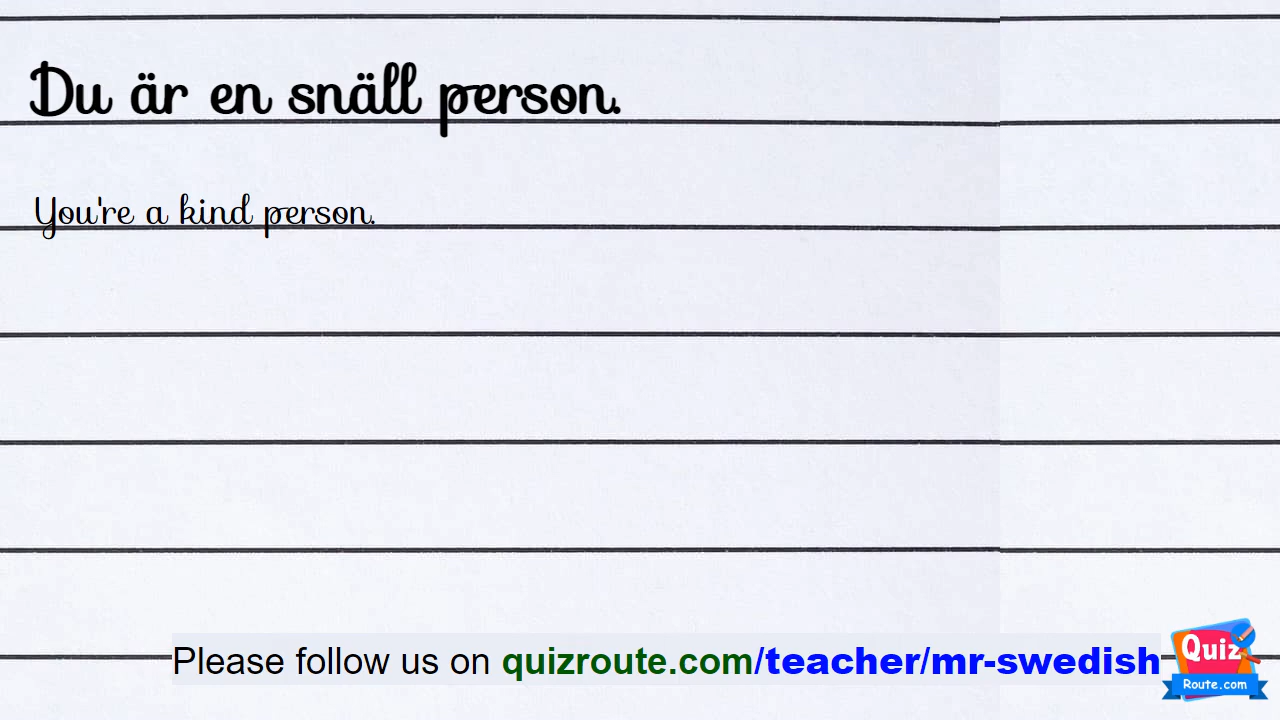 Du är en snäll person.
You're a kind person.
Please follow us on quizroute.com/teacher/mr-swedish
Quiz
Route.com